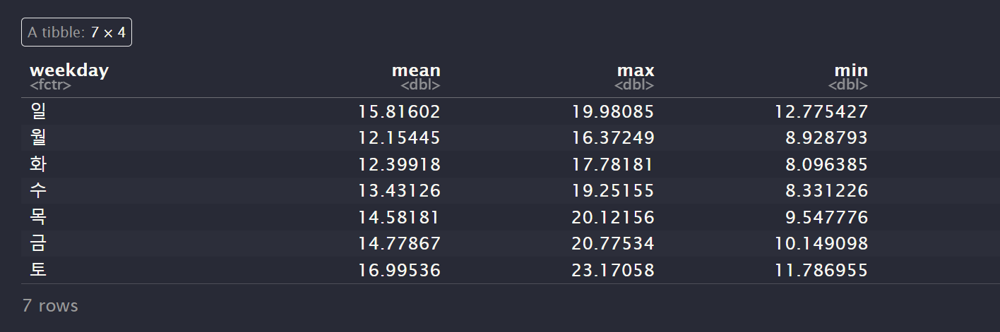 A tibble: 7 × 4
weekday mean max min
<fctr> <dbl> <dbl> <dbl>
일 15.81602 19.98085 12.775427
월 12.15445 16.37249 8.928793
화 12.39918 17.78181 8.096385
수 13.43126 19.25155 8.331226
목 14.58181 20.12156 9.547776
금 14.77867 20.77534 10.149098
토 16.99536 23.17058 11.786955
7 rows